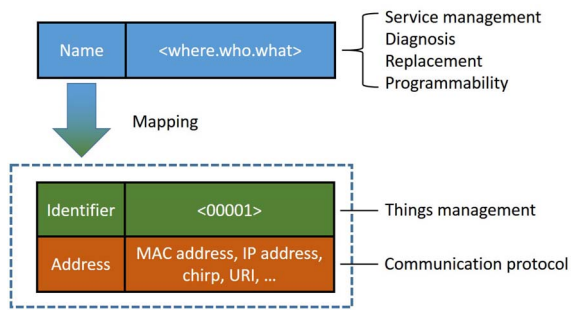 Service management
Name
<where.who.what>
Diagnosis
Replacement
Programmability
Mapping
Identifier
<00001>
Things management
Address
MAC address, IP address,
chirp, URI, ...
Communication protocol